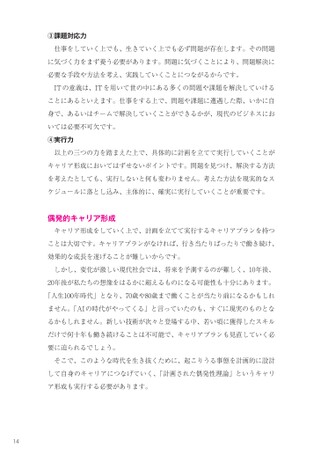 ③課題対応力
仕事をしていく上でも、生きていく上でも必ず問題が存在します。その問題
に気づく力をまず養う必要があります。問題に気づくことにより、問題解決に
必要な手段や方法を考え、実践していくことにつながるからです。
ITの意義は、ITを用いて世の中にある多くの問題や課題を解決していける
ことにあるといえます。仕事をする上で、問題や課題に遭遇した際、いかに自
身で、あるいはチームで解決していくことができるかが、現代のビジネスにお
いては必要不可欠です。
④実行力
以上の三つの力を踏まえた上で、具体的に計画を立てて実行していくことが
キャリア形成においてはずせないポイントです。問題を見つけ、解決する方法
を考えたとしても、実行しないと何も変わりません。考えた方法を現実的なス
ケジュールに落とし込み、主体的に、確実に実行していくことが重要です。
偶発的キャリア形成
キャリア形成をしていく上で、計画を立てて実行するキャリアプランを持つ
ことは大切です。キャリアプランがなければ、行き当たりばったりで働き続け、
効果的な成長を遂げることが難しいからです。
しかし、変化が激しい現代社会では、将来を予測するのが難しく、10年後、
20年後が私たちの想像をはるかに超えるものになる可能性も十分にあります。
「人生100年時代」となり、70歳や80歳まで働くことが当たり前になるかもしれ
ません。「AIの時代がやってくる」と言っていたのも、すぐに現実のものとな
るかもしれません。新しい技術が次々と登場する中、若い頃に獲得したスキル
だけで何十年も働き続けることは不可能で、キャリアプランも見直していく必
要に迫られるでしょう。
そこで、このような時代を生き抜くために、起こりうる事態を計画的に設計
して自身のキャリアにつなげていく、「計画された偶発性理論」というキャリ
ア形成も実行する必要があります。
14